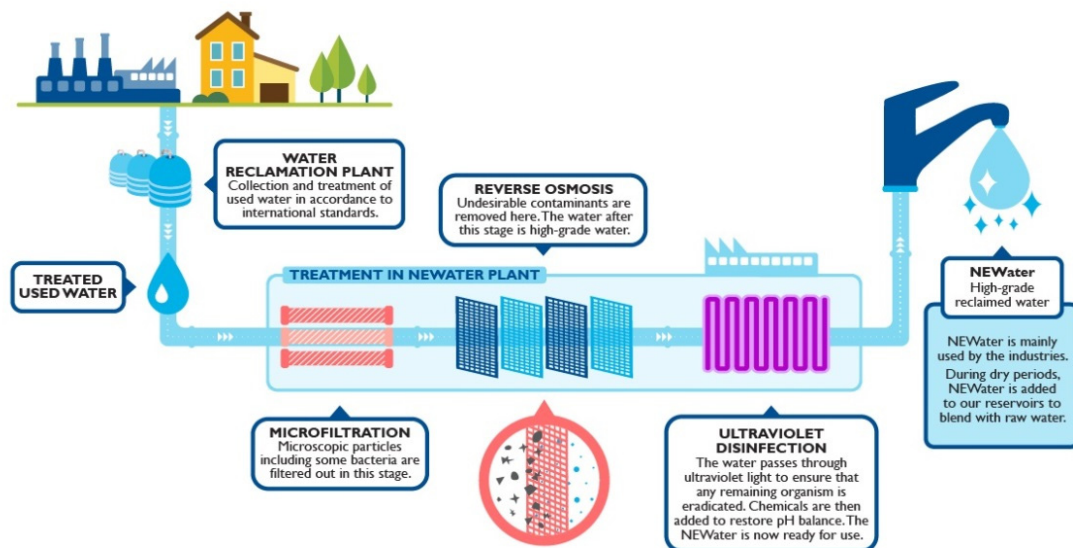 WATER
RECLAMATION PLANT
Collection and treatment of
used water in accordance to
international standards.
TREATED
USED WATER
REVERSE OSMOSIS
Undesirable contaminants are
removed here. The water after
this stage is high-grade water.
TREATMENT IN NEWATER PLANT
MICROFILTRATION
Microscopic particles
including some bacteria are
filtered out in this stage.
ULTRAVIOLET
DISINFECTION
The water passes through
ultraviolet light to ensure that
any remaining organism is
eradicated. Chemicals are then
added to restore pH balance. The
NEWater is now ready for use.
NEWater
High-grade
reclaimed water
NEWater is mainly
used by the industries.
During dry periods,
NEWater is added
to our reservoirs to
blend with raw water.